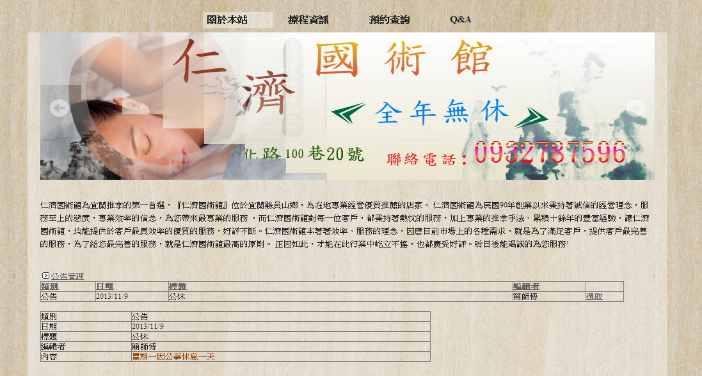 關於本站 療程資訊 預約查詢 Q&A
仁濟國術館
全年無休
化路100巷20號
聯絡電話：0932787596
仁濟國術館為宜蘭推拿的第一首選，『仁濟國術館』位於宜蘭縣員山鄉，為在地專業經營優質推薦的店家。 仁濟國術館為民國90年創業以來秉持著誠信的經營理念，服
務至上的態度，專業效率的信念，為您帶來最專業的服務 ，而仁濟國術館對每一位客戶，都秉持著熱忱的服務，加上專業的推拿手法、累積十餘年的豐富經驗，讓仁濟
國術館，均能提供於客戶最具效率的優質的服務，好評不斷。仁濟國術館本著著效率、服務的理念，因應目前市場上的各種需求，就是為了滿足客戶，提供客戶最完善
的服務，為了給您最完善的服務，就是仁濟國術館最高的原則。 正因如此，才能在此行業中屹立不搖，也都廣受好評。盼日後能竭誠的為您服務!
公告管理
類別 日期 標題 編輯者
公告 2013/11/9 公休 簡師傅 選取
類別 公告
日期 2013/11/9
標題 公休
編輯者 簡師傅
內容 星期一因公事休息一天